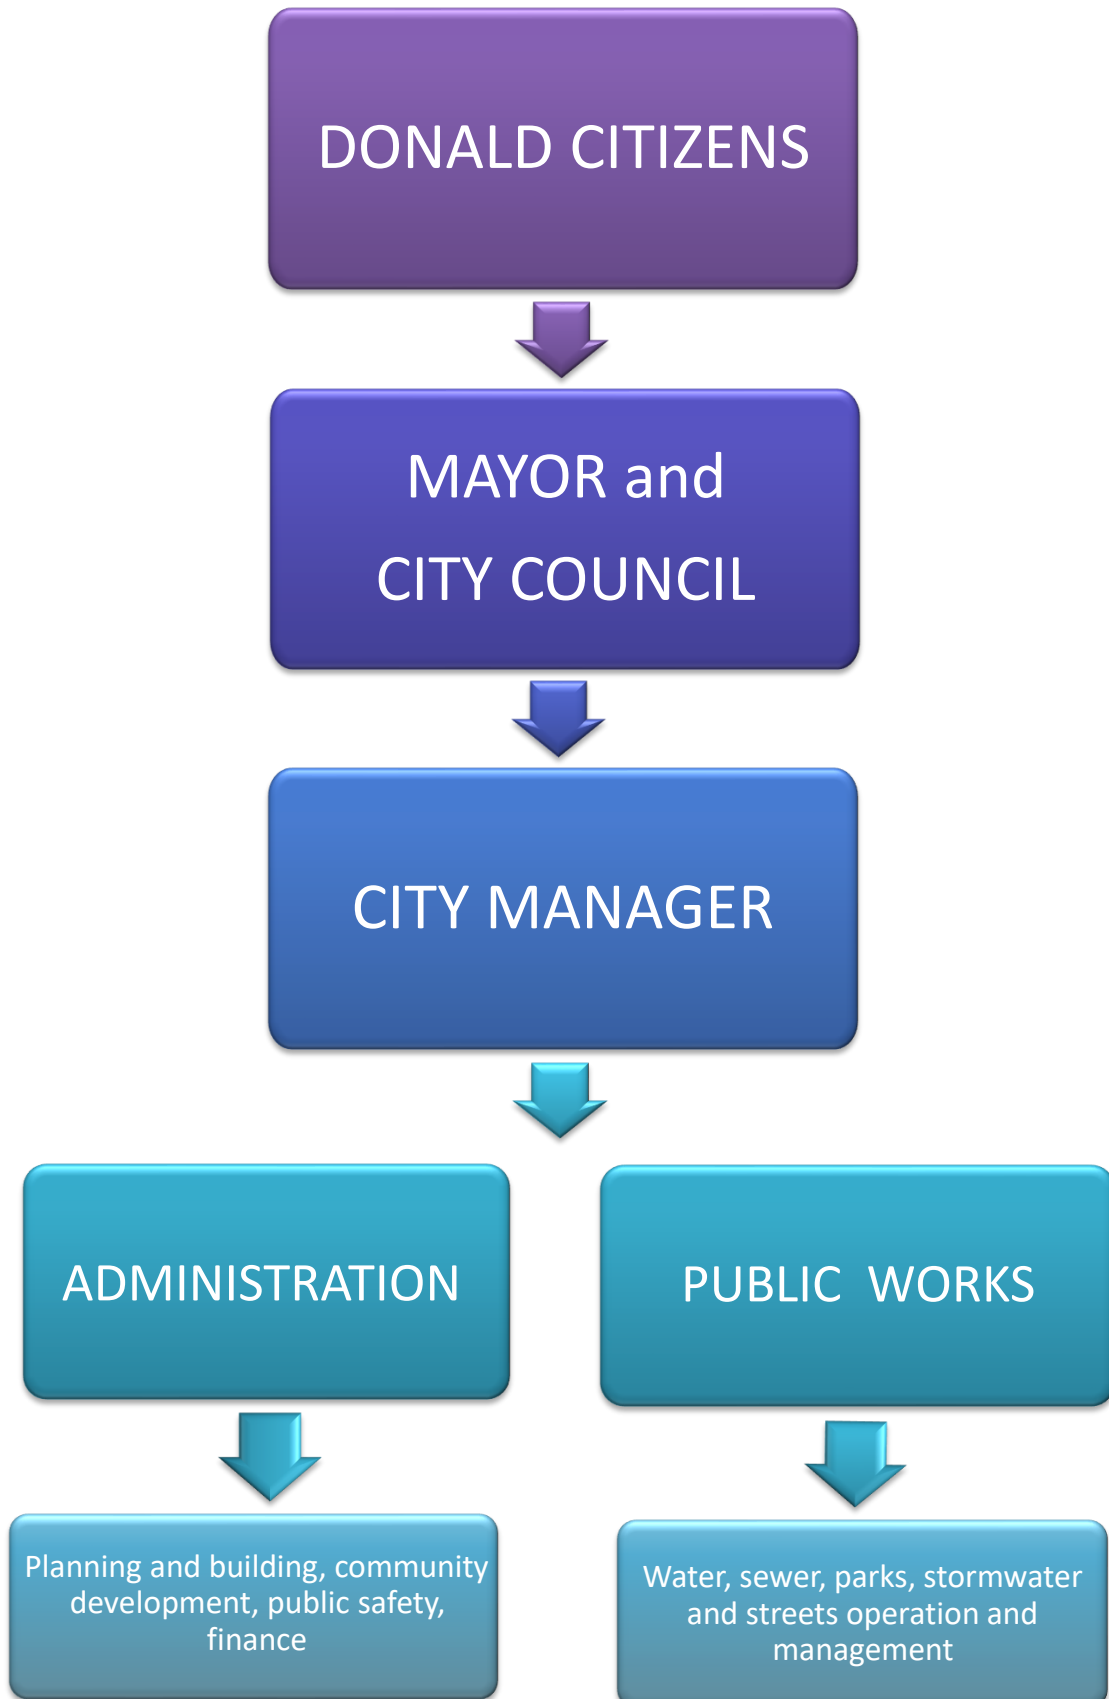 DONALD CITIZENS
MAYOR and
CITY COUNCIL
CITY MANAGER
ADMINISTRATION
PUBLIC WORKS
Planning and building, community
development, public safety,
finance
Water, sewer, parks, stormwater
and streets operation and
management